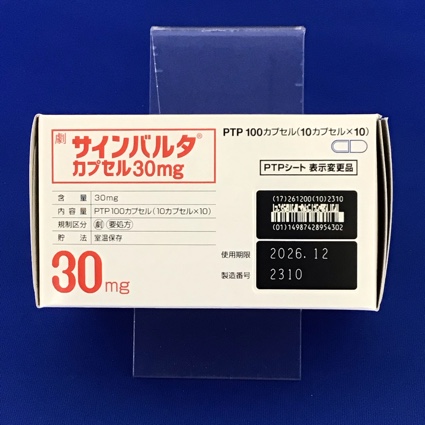 劇
サインバルタ®
カプセル30mg
含 量 30mg
内 容 量 PTP100カプセル(10カプセル×10)
規制区分 劇 要処方
貯 法 室温保存
30mg
PTP 100カプセル(10カプセル×10)
PTPシート 表示変更品
(17)261200(10)2310
(01)14987428954302
使用期限 2026.12
製造番号 2310